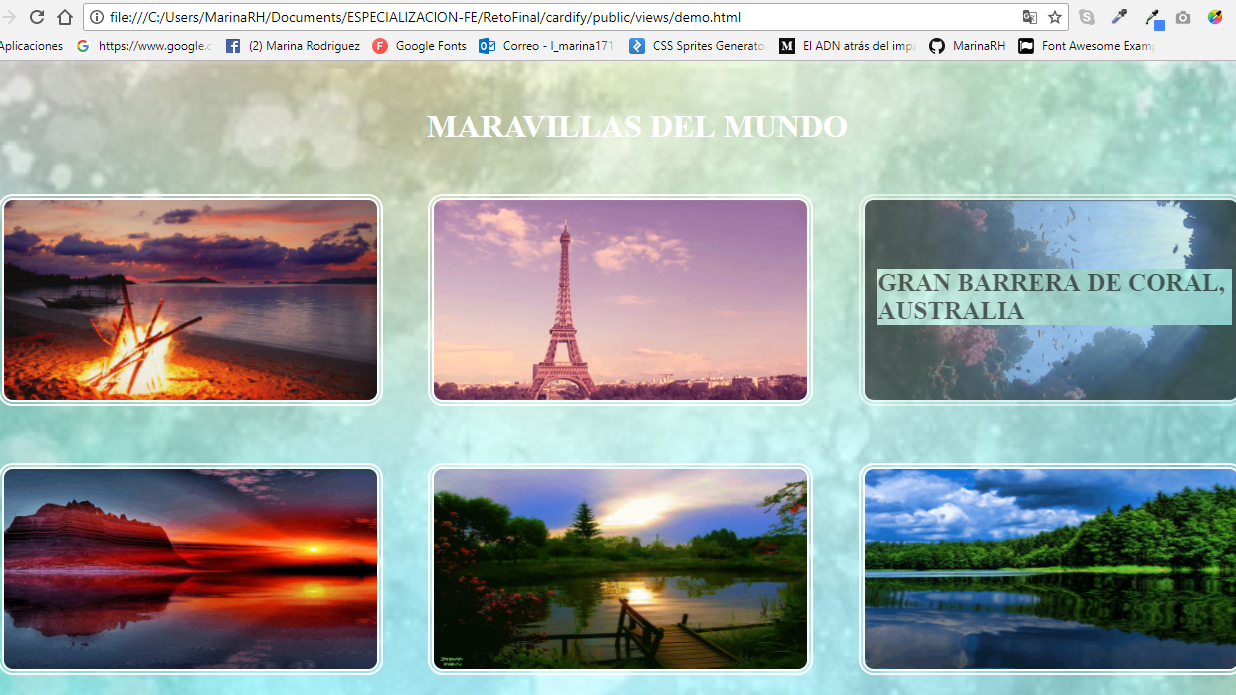 file:///C:/Users/MarinaRH/Documents/ESPECIALIZACION-FE/RetoFinal/cardify/public/views/demo.html
Aplicaciones https://www.google.c (2) Marina Rodriguez Google Fonts Correo - l_marina171 CSS Sprites Generato El ADN atrás del impa MarinaRH Font Awesome Examp
MARAVILLAS DEL MUNDO
GRAN BARRERA DE CORAL,
AUSTRALIA